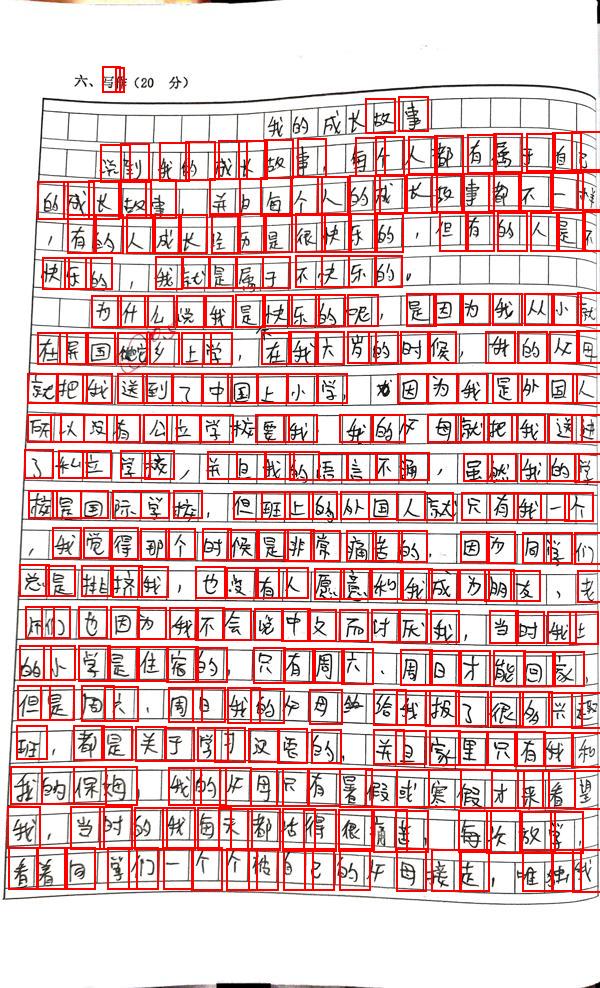 六、写作（20 分）
我的成长故事
说到我的成长故事，每个人都有属于自己
的成长故事，并且每个人的成长故事都不一样
，有的人成长经历是很快乐的，但有的人是不
快乐的，我就是属于不快乐的。
为什么说我是快乐的呢，是因为我从小就
在异国他乡上学，在我六岁的时候，我的父母
就把我送到了中国上小学，因为我是外国人
所以没有公立学校要我，我的父母就把我送进
了私立学校，并且我的语言不通，虽然我的学
校是国际学校，但班上的外国人就只有我一个
，我觉得那个时候是非常痛苦的，因为同学们
总是排挤我，也没有人愿意和我成为朋友，老
师们也因为我不会说中文而讨厌我，当时我上
的小学是住宿的，只有周六、周日才能回家，
但是周六、周日我的父母给我报了很多兴趣
班，都是关于学习汉语的，并且家里只有我和
我的保姆，我的父母只有暑假或寒假才来看望
我，当时的我每天都过得很痛苦，每次放学，
看着同学们一个个被自己的父母接走，唯独我